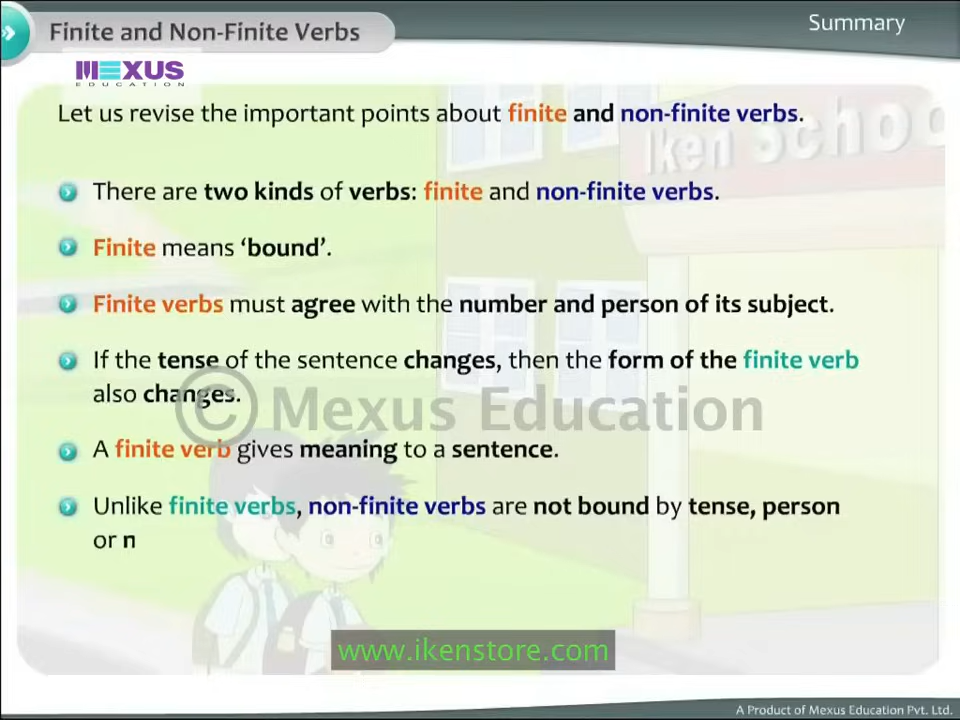 Finite and Non-Finite Verbs
Summary
MEXUS
EDUCATION
Let us revise the important points about finite and non-finite verbs.
Iken School
There are two kinds of verbs: finite and non-finite verbs.
Finite means ‘bound’.
Finite verbs must agree with the number and person of its subject.
If the tense of the sentence changes, then the form of the finite verb
also changes.
© Mexus Education
A finite verb gives meaning to a sentence.
Unlike finite verbs, non-finite verbs are not bound by tense, person
or n
www.ikenstore.com
A Product of Mexus Education Pvt. Ltd.